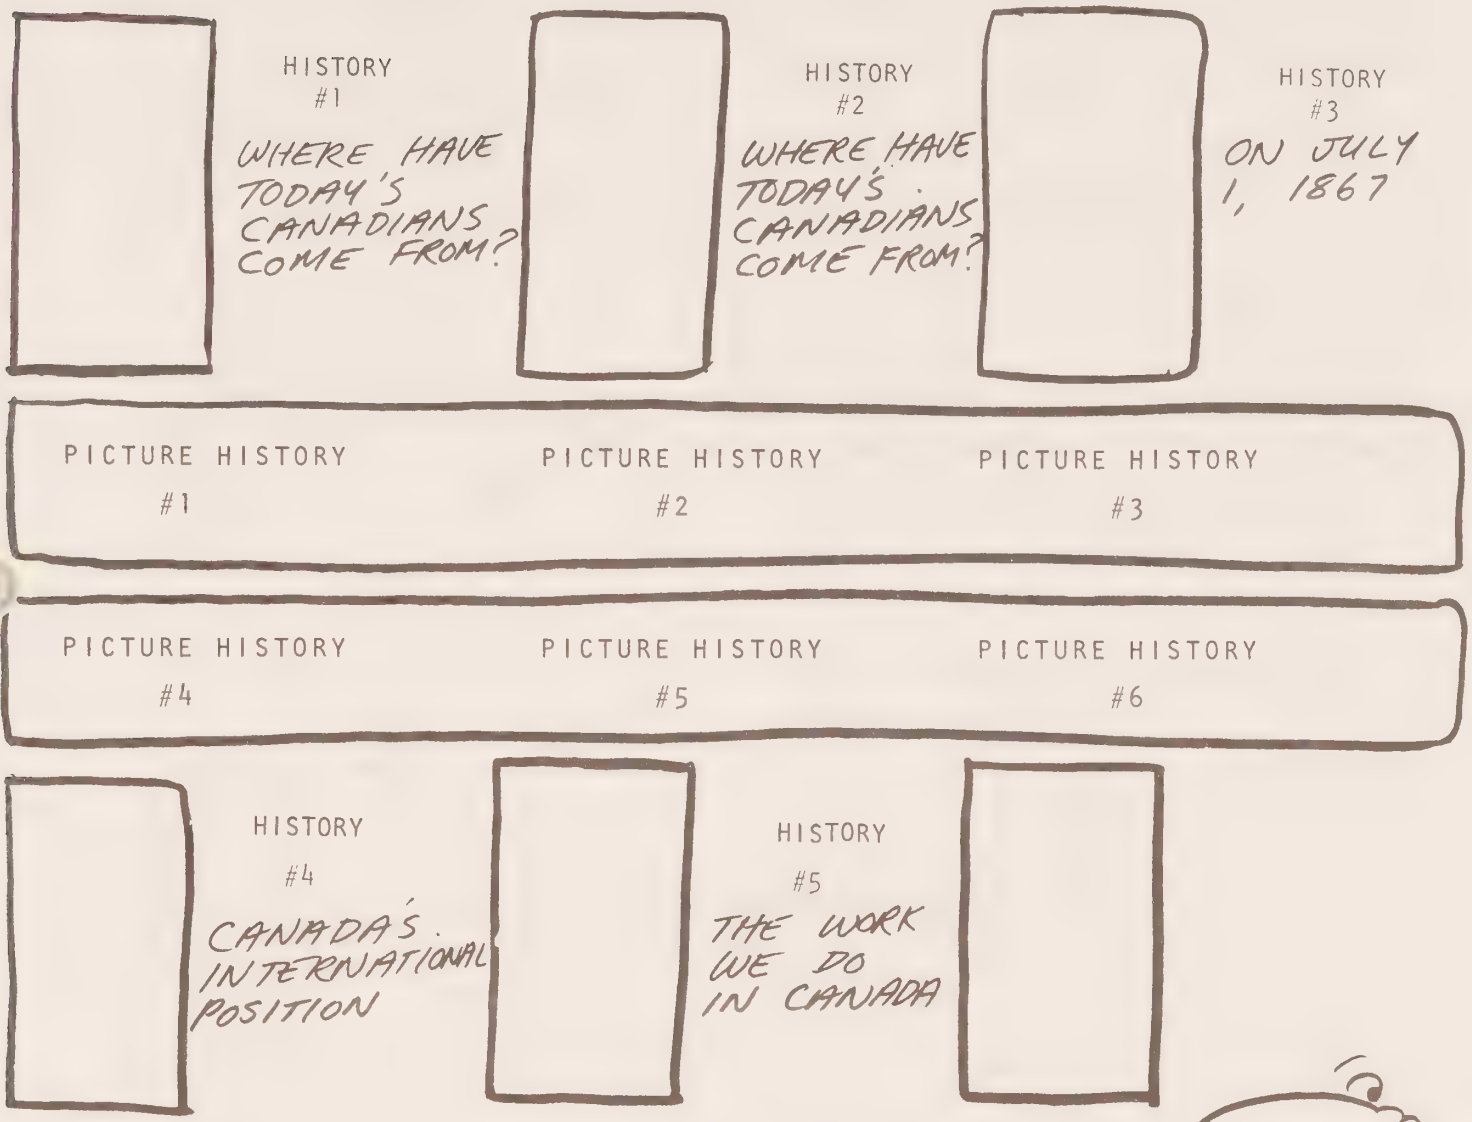 HISTORY
#1
WHERE HAVE
TODAY'S
CANADIANS
COME FROM?
HISTORY
#2
WHERE HAVE
TODAY'S
CANADIANS
COME FROM?
HISTORY
#3
ON JULY
1, 1867
PICTURE HISTORY
#1
PICTURE HISTORY
#2
PICTURE HISTORY
#3
PICTURE HISTORY
#4
PICTURE HISTORY
#5
PICTURE HISTORY
#6
HISTORY
#4
CANADA'S
INTERNATIONAL
POSITION
HISTORY
#5
THE WORK
WE DO
IN CANADA